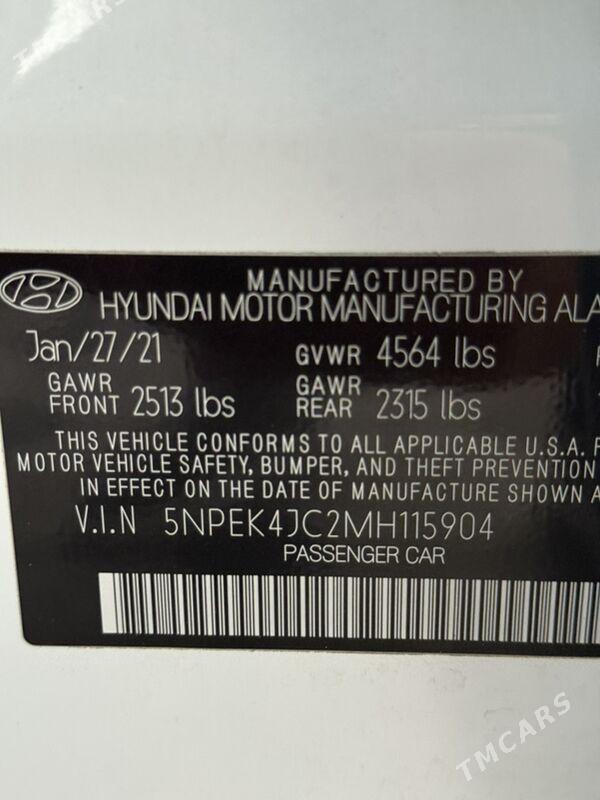 MANUFACTURED BY
HYUNDAI MOTOR MANUFACTURING ALA
Jan/27/21 GVWR 4564 lbs
GAWR FRONT 2513 lbs GAWR REAR 2315 lbs
THIS VEHICLE CONFORMS TO ALL APPLICABLE U.S.A. F
MOTOR VEHICLE SAFETY, BUMPER, AND THEFT PREVENTION
IN EFFECT ON THE DATE OF MANUFACTURE SHOWN A
V.I.N 5NPEK4JC2MH115904
PASSENGER CAR
TMCARS